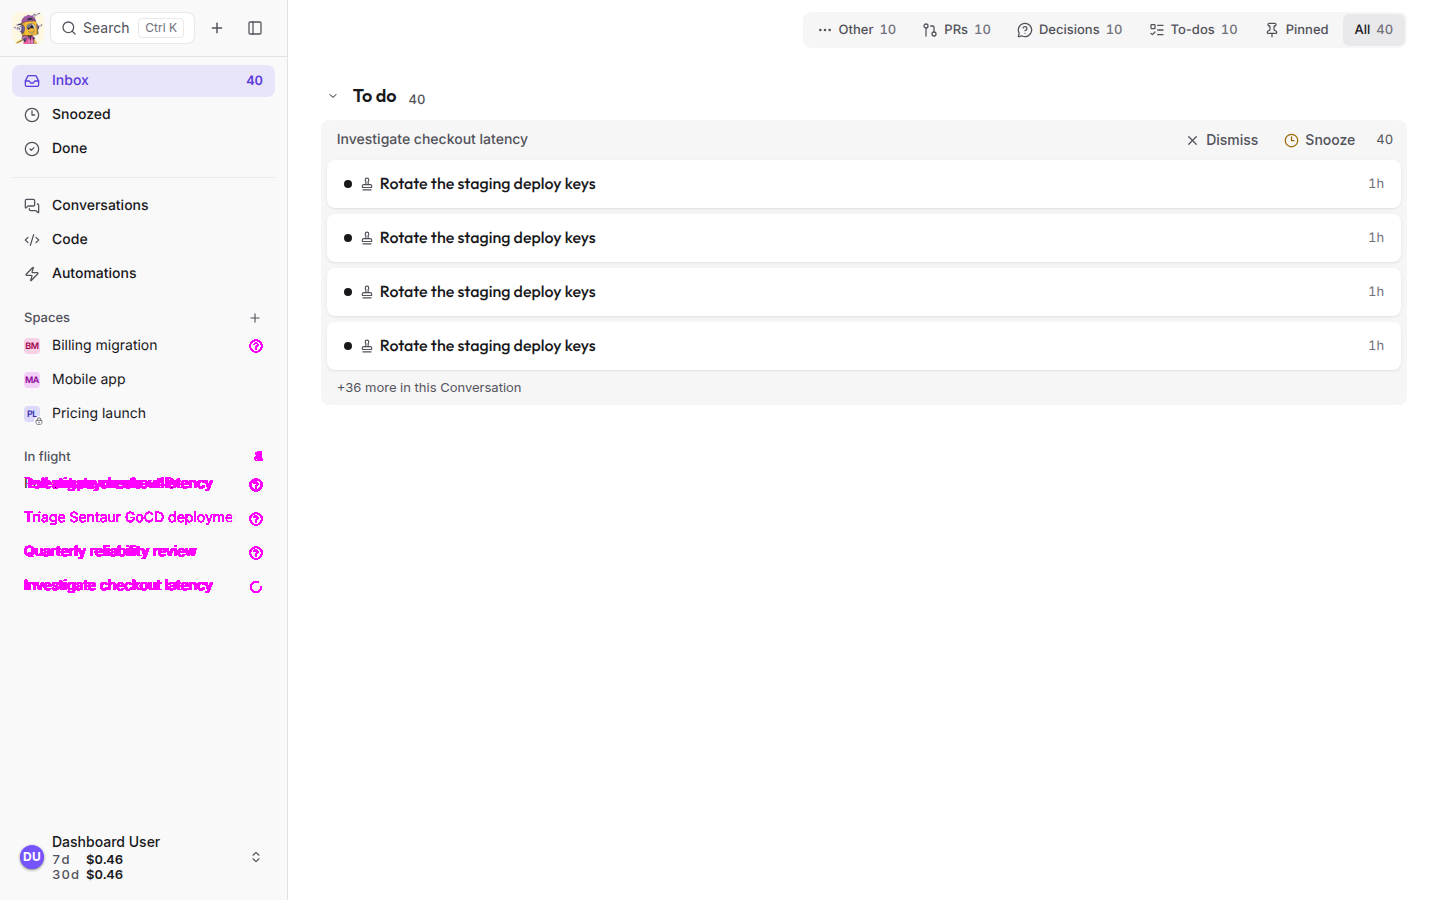 Search Ctrl K
Inbox 40
Snoozed
Done
Conversations
Code
Automations
Spaces
BM Billing migration
MA Mobile app
PL Pricing launch
In flight
Triage Sentaur GoCD deployme
Quarterly reliability review
Investigate checkout latency
DU Dashboard User
7d $0.46
30d $0.46
Other 10 PRs 10 Decisions 10 To-dos 10 Pinned All 40
To do 40
Investigate checkout latency Dismiss Snooze 40
Rotate the staging deploy keys 1h
Rotate the staging deploy keys 1h
Rotate the staging deploy keys 1h
Rotate the staging deploy keys 1h
+36 more in this Conversation